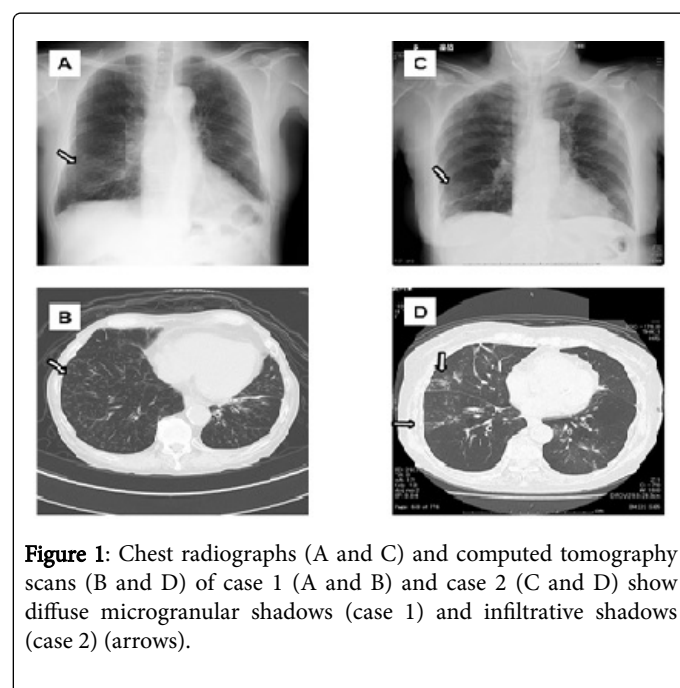 A
C
B
D
Figure 1: Chest radiographs (A and C) and computed tomography
scans (B and D) of case 1 (A and B) and case 2 (C and D) show
diffuse microgranular shadows (case 1) and infiltrative shadows
(case 2) (arrows).